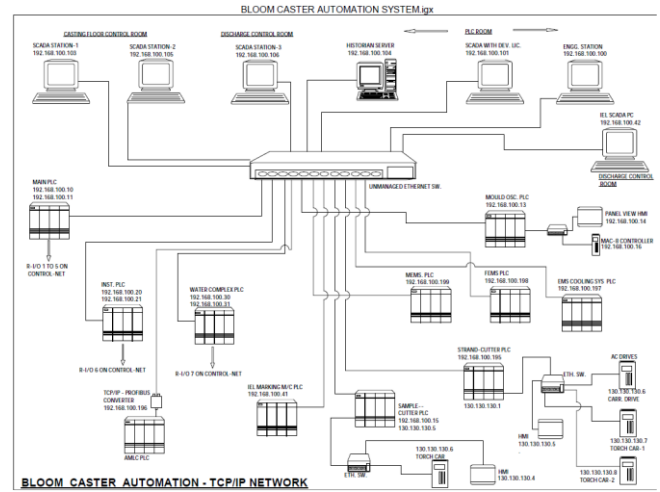 BLOOM CASTER AUTOMATION SYSTEM.igx
CASTING FLOOR CONTROL ROOM
DISCHARGE CONTROL ROOM
PLC ROOM
SCADA STATION-1
192.168.100.103
SCADA STATION-2
192.168.100.105
SCADA STATION-3
192.168.100.106
HISTORIAN SERVER
192.168.100.104
SCADA WITH DEV. LIC.
192.168.100.101
ENGG. STATION
192.168.100.100
IEL SCADA PC
192.168.100.42
DISCHARGE CONTROL
ROOM
UNMANAGED ETHERNET SW.
MAIN PLC
192.168.100.10
192.168.100.11
R-I/O 1 TO 5 ON
CONTROL-NET
MOULD OSC. PLC
192.168.100.13
PANEL VIEW HMI
192.168.100.14
MAC-8 CONTROLLER
192.168.100.16
INST. PLC
192.168.100.20
192.168.100.21
R-I/O 6 ON CONTROL-NET
WATER COMPLEX PLC
192.168.100.30
192.168.100.31
R-I/O 7 ON CONTROL-NET
MEMS. PLC
192.168.100.199
FEMS PLC
192.168.100.198
EMS COOLING SYS. PLC
192.168.100.197
STRAND-CUTTER PLC
192.168.100.195
130.130.130.1
ETH. SW.
AC DRIVES
130.130.130.6
CARR. DRIVE
130.130.130.7
TORCH CAR-1
130.130.130.8
TORCH CAR-2
HMI
130.130.130.5
TCP/IP - PROFIBUS
CONVERTER
192.168.100.196
AMLC PLC
IEL MARKING M/C PLC
192.168.100.41
SAMPLE--
CUTTER PLC
192.168.100.15
130.130.130.5
130.130.130.6
TORCH CAR
ETH. SW.
HMI
130.130.130.4
BLOOM CASTER AUTOMATION - TCP/IP NETWORK